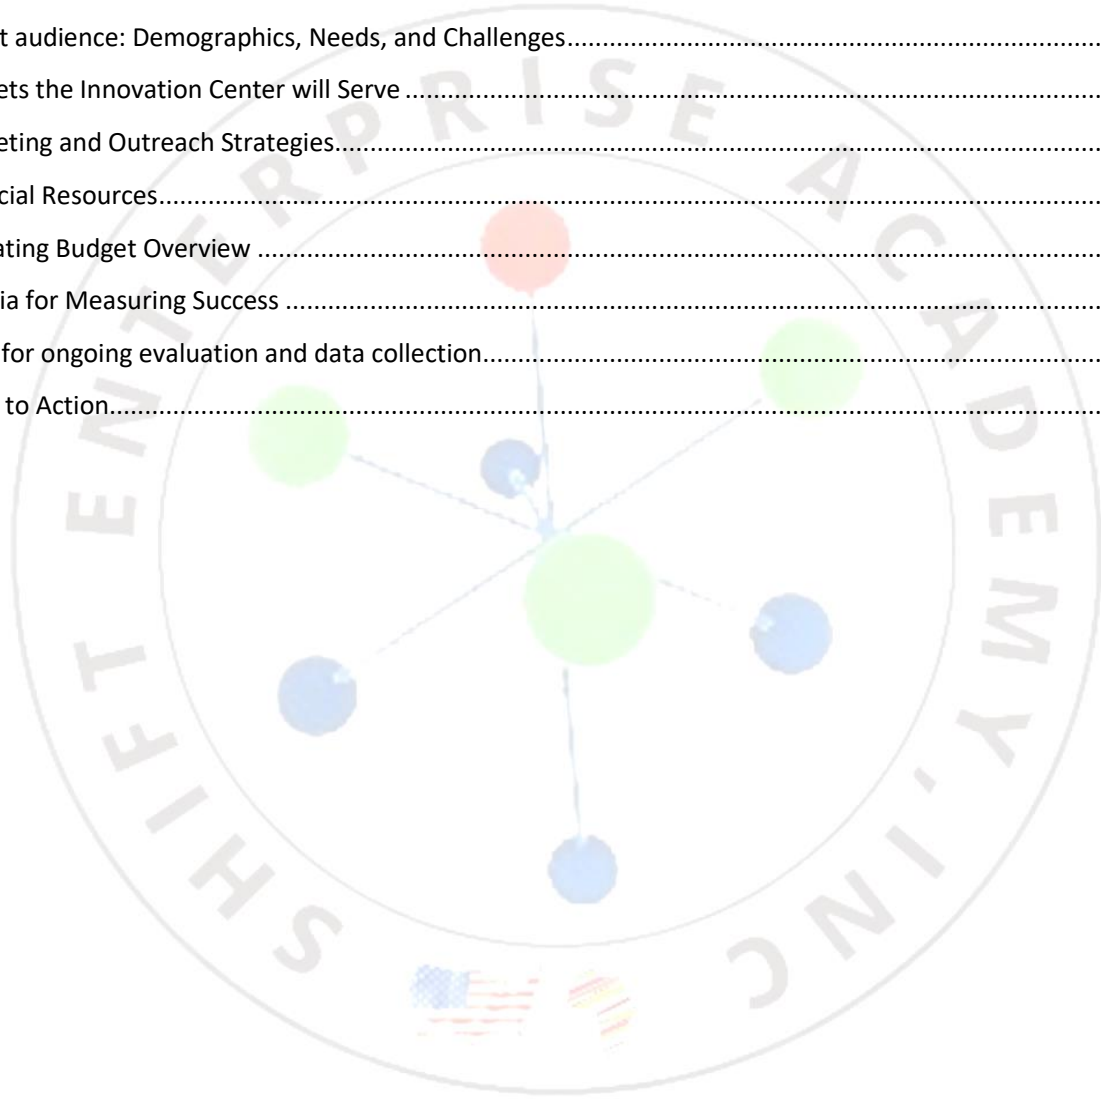 t audience: Demographics, Needs, and Challenges........................................................................................
ets the Innovation Center will Serve ........................................................................................................
eting and Outreach Strategies..................................................................................................................
cial Resources............................................................................................................................................
ating Budget Overview ..............................................................................................................................
ia for Measuring Success ..........................................................................................................................
for ongoing evaluation and data collection.............................................................................................
to Action....................................................................................................................................................
SHIFT ENTERPRISE ACADEMY, INC